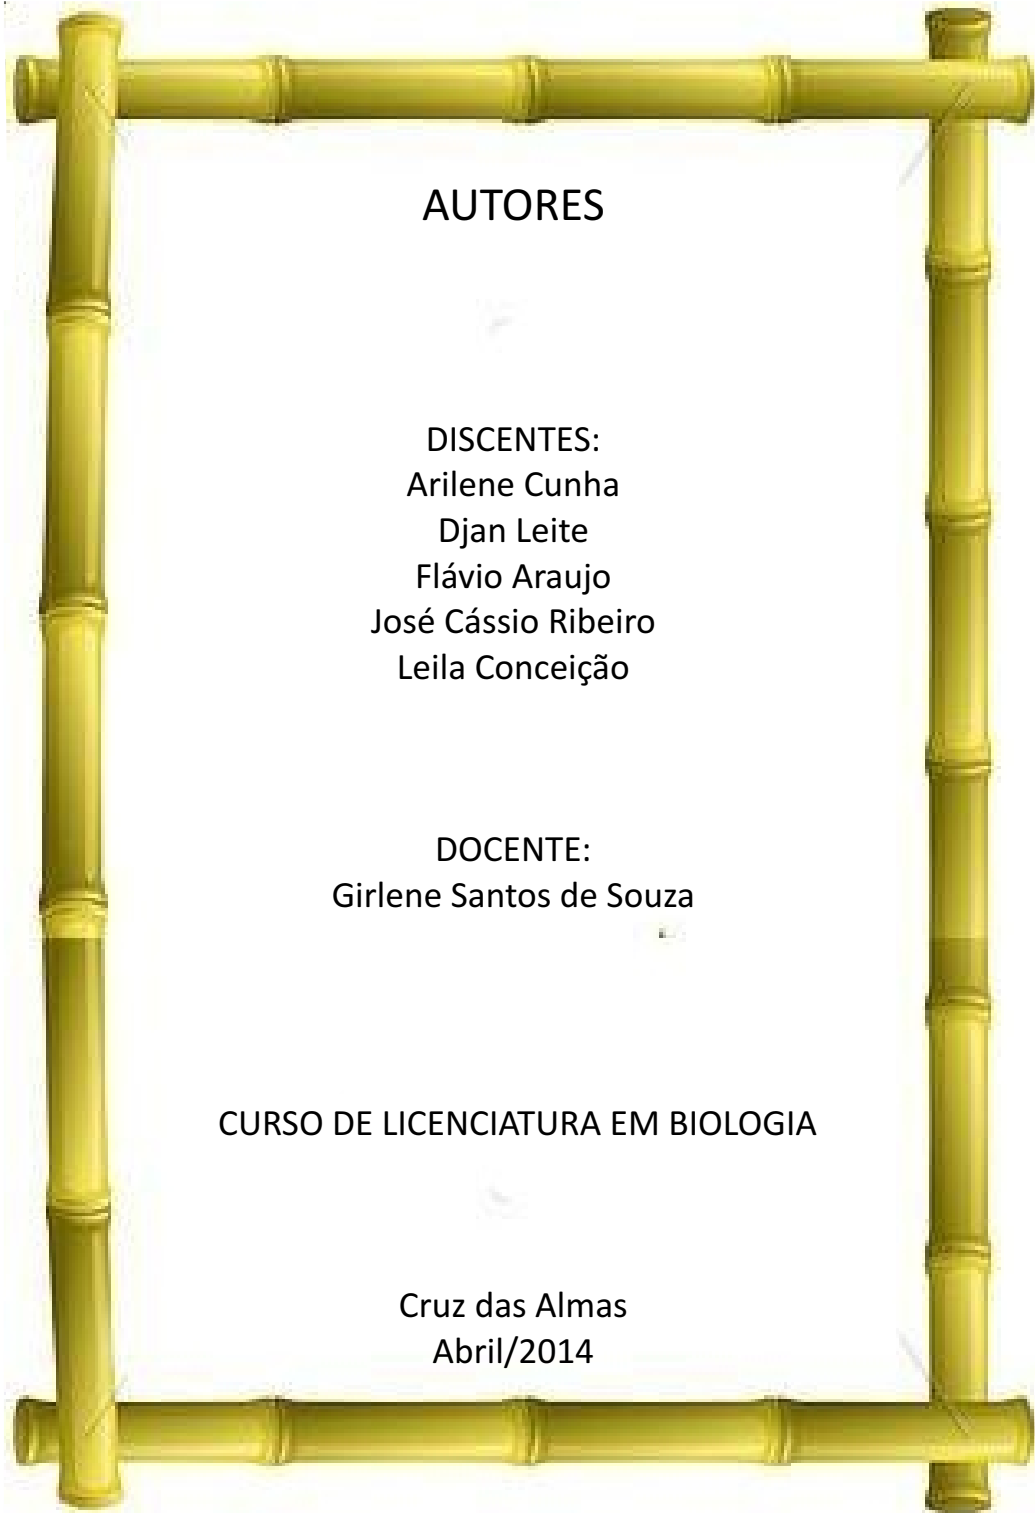 AUTORES
DISCENTES:
Arilene Cunha
Djan Leite
Flávio Araujo
José Cássio Ribeiro
Leila Conceição
DOCENTE:
Girlene Santos de Souza
CURSO DE LICENCIATURA EM BIOLOGIA
Cruz das Almas
Abril/2014